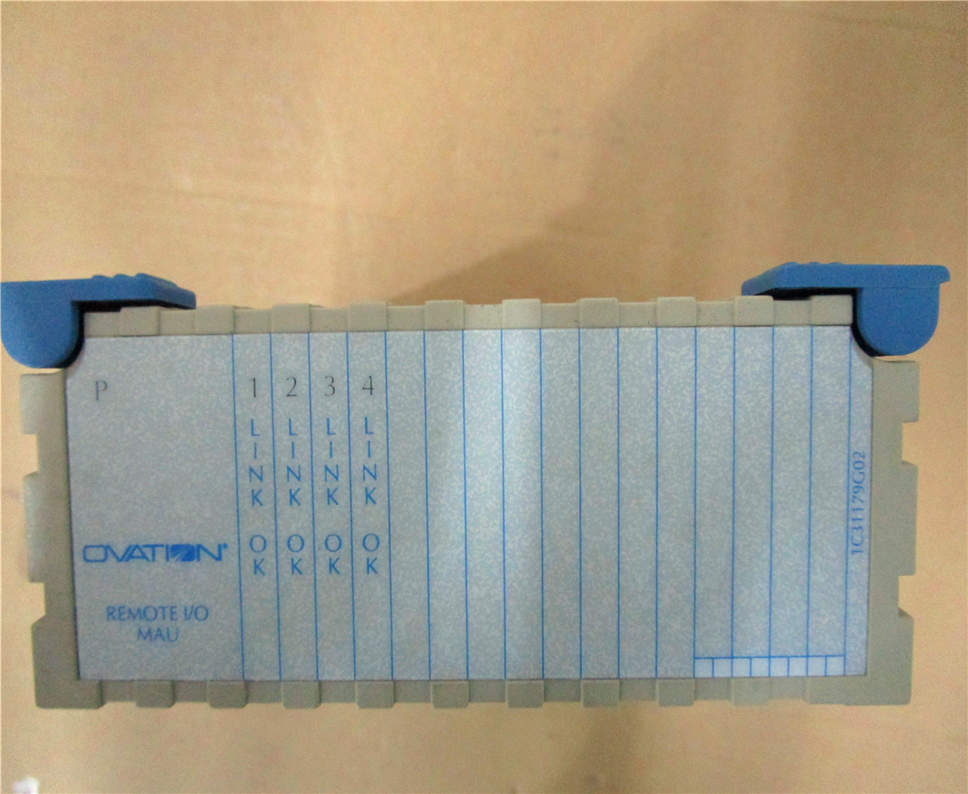 P
1 2 3 4
LINK LINK LINK LINK
OK OK OK OK
OVATION®
REMOTE I/O
MAU
1C31179G02